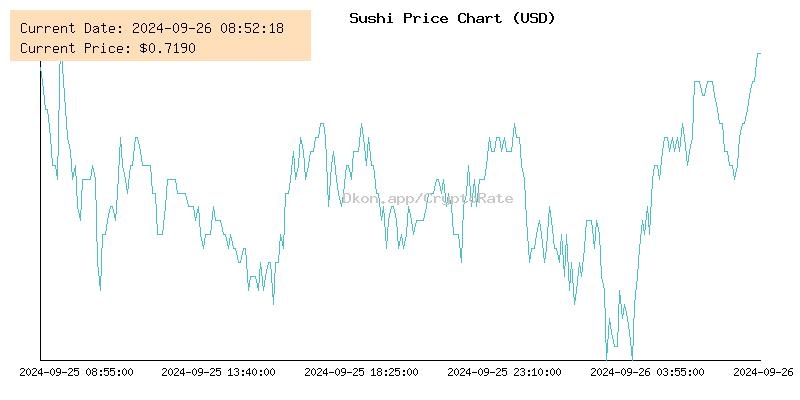 Sushi Price Chart (USD)
Current Date: 2024-09-26 08:52:18
Current Price: $0.7190
Okon.app/CryptoRate
2024-09-25 08:55:00 2024-09-25 13:40:00 2024-09-25 18:25:00 2024-09-25 23:10:00 2024-09-26 03:55:00 2024-09-26